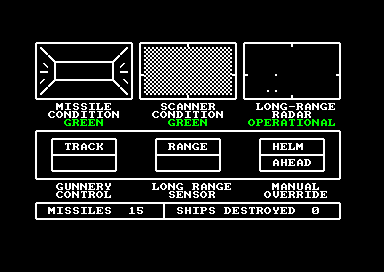 MISSILE SCANNER LONG-RANGE
CONDITION CONDITION RADAR
GREEN GREEN OPERATIONAL
TRACK RANGE HELM
AHEAD
GUNNERY LONG RANGE MANUAL
CONTROL SENSOR OVERRIDE
MISSILES 15 SHIPS DESTROYED 0